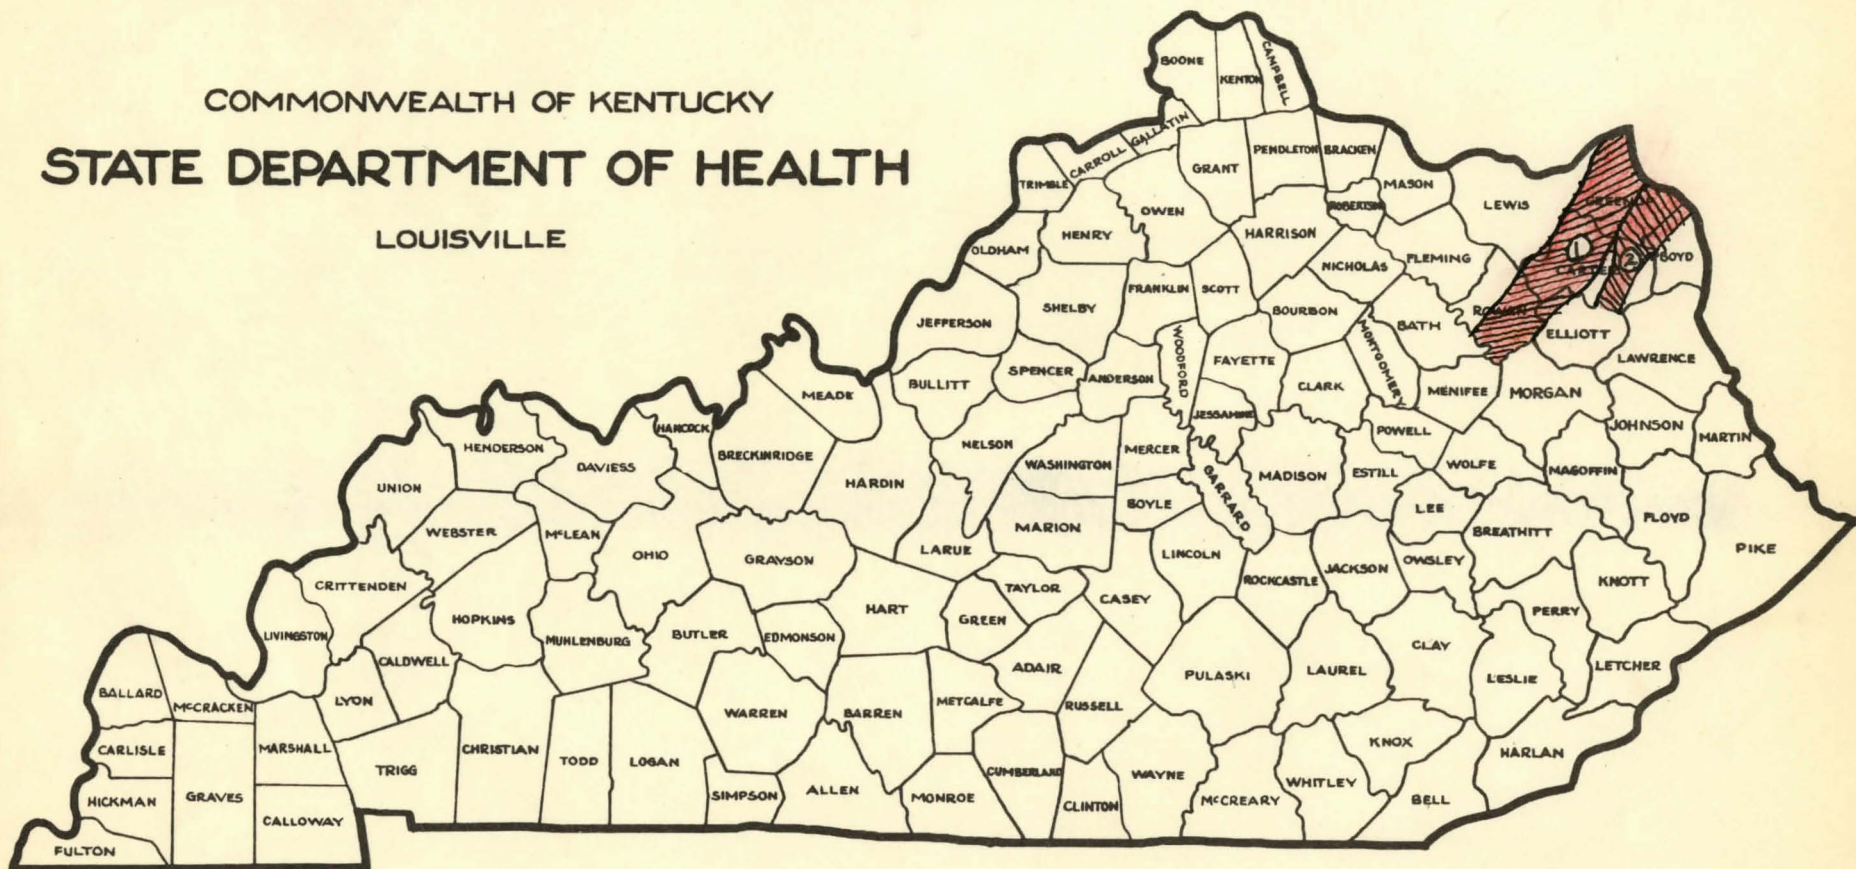 COMMONWEALTH OF KENTUCKY
STATE DEPARTMENT OF HEALTH
LOUISVILLE
BOONE
KENTON
CAMPBELL
GALLATIN
CARROLL
TRIMBLE
GRANT
PENDLETON
BRACKEN
MASON
ROBERTSON
LEWIS
GREENUP
OWEN
HENRY
OLDHAM
HARRISON
NICHOLAS
FLEMING
1
CARTER
2
BOYD
SHELBY
FRANKLIN
SCOTT
BOURBON
BATH
ROWAN
ELLIOTT
LAWRENCE
JEFFERSON
WOODFORD
FAYETTE
MONTGOMERY
BULLITT
SPENCER
ANDERSON
CLARK
MENIFEE
MORGAN
MEADE
JESSAMINE
POWELL
JOHNSON
MARTIN
HANCOCK
HENDERSON
DAVIESS
BRECKINRIDGE
NELSON
WASHINGTON
MERCER
GARRARD
MADISON
ESTILL
WOLFE
MAGOFFIN
UNION
HARDIN
BOYLE
LEE
FLOYD
WEBSTER
McLEAN
OHIO
GRAYSON
LARUE
MARION
LINCOLN
BREATHITT
PIKE
CRITTENDEN
ROCKCASTLE
JACKSON
OWSLEY
KNOTT
LIVINGSTON
HOPKINS
MUHLENBURG
BUTLER
EDMONSON
HART
GREEN
TAYLOR
CASEY
PERRY
CALDWELL
ADAIR
PULASKI
LAUREL
CLAY
LESLIE
LETCHER
BALLARD
McCRACKEN
LYON
WARREN
BARREN
METCALFE
RUSSELL
CARLISLE
MARSHALL
TRIGG
CHRISTIAN
TODD
LOGAN
KNOX
HARLAN
HICKMAN
GRAVES
CALLOWAY
SIMPSON
ALLEN
MONROE
CUMBERLAND
CLINTON
WAYNE
McCREARY
WHITLEY
BELL
FULTON